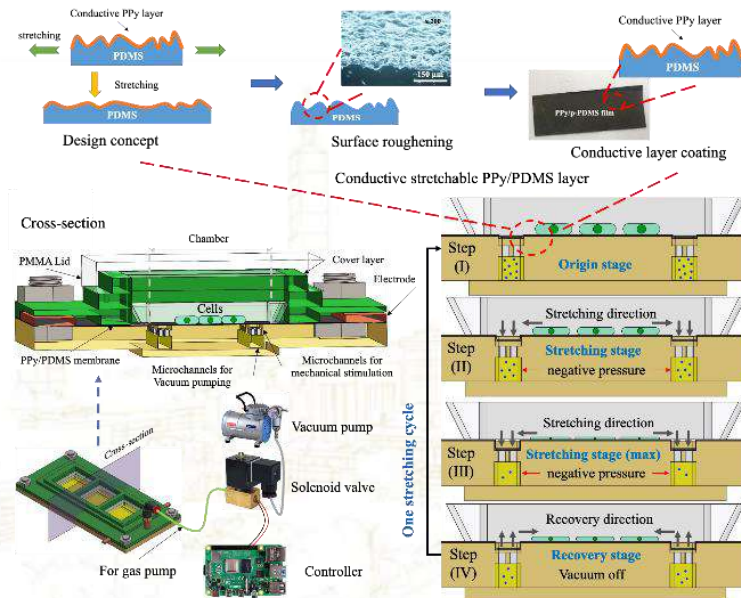 Conductive PPy layer
stretching
PDMS
Stretching
PDMS
Design concept
x 200
150 μm
Surface roughening
Conductive PPy layer
PDMS
PPy/p-PDMS film
Conductive layer coating
Conductive stretchable PPy/PDMS layer
Cross-section
Chamber
PMMA Lid
Cover layer
Electrode
Cells
PPy/PDMS membrane
Microchannels for
Vacuum pumping
Microchannels for
mechanical stimulation
Cross-section
Vacuum pump
Solcnoid valve
For gas pump
Controller
One stretching cycle
Step
(I)
Origin stage
Stretching direction
Step
(II)
Stretching stage
negative pressure
Stretching direction
Step
(III)
Stretching stage (max)
negative pressure
Recovery direction
Step
(IV)
Recovery stage
Vacuum off